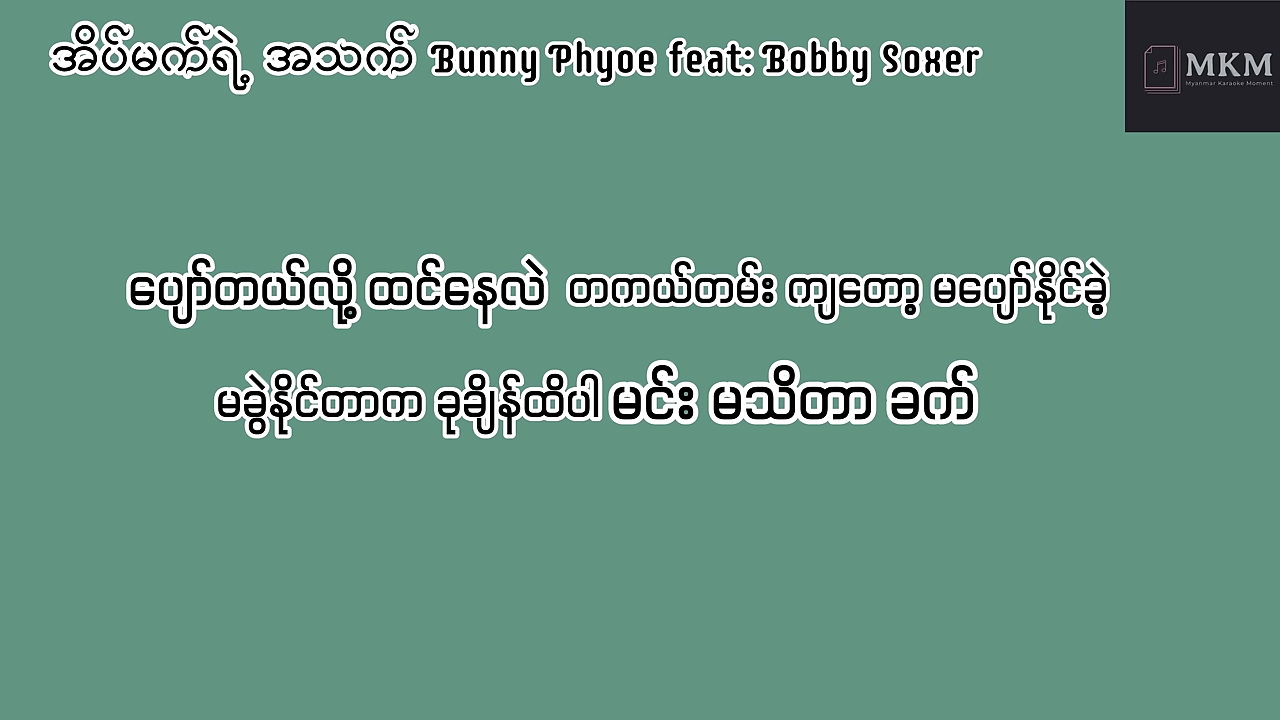 အိပ်မက်ရဲ့ အသက် Bunny Phyoe feat: Bobby Soxer
MKM
Myanmar Karaoke Moment
ပျော်တယ်လို့ ထင်နေလဲ တကယ်တမ်း ကျတော့ မပျော်နိုင်ခဲ့
မခွဲနိုင်တာက ခုချိန်ထိပါ မင်း မသိတာ ခက်